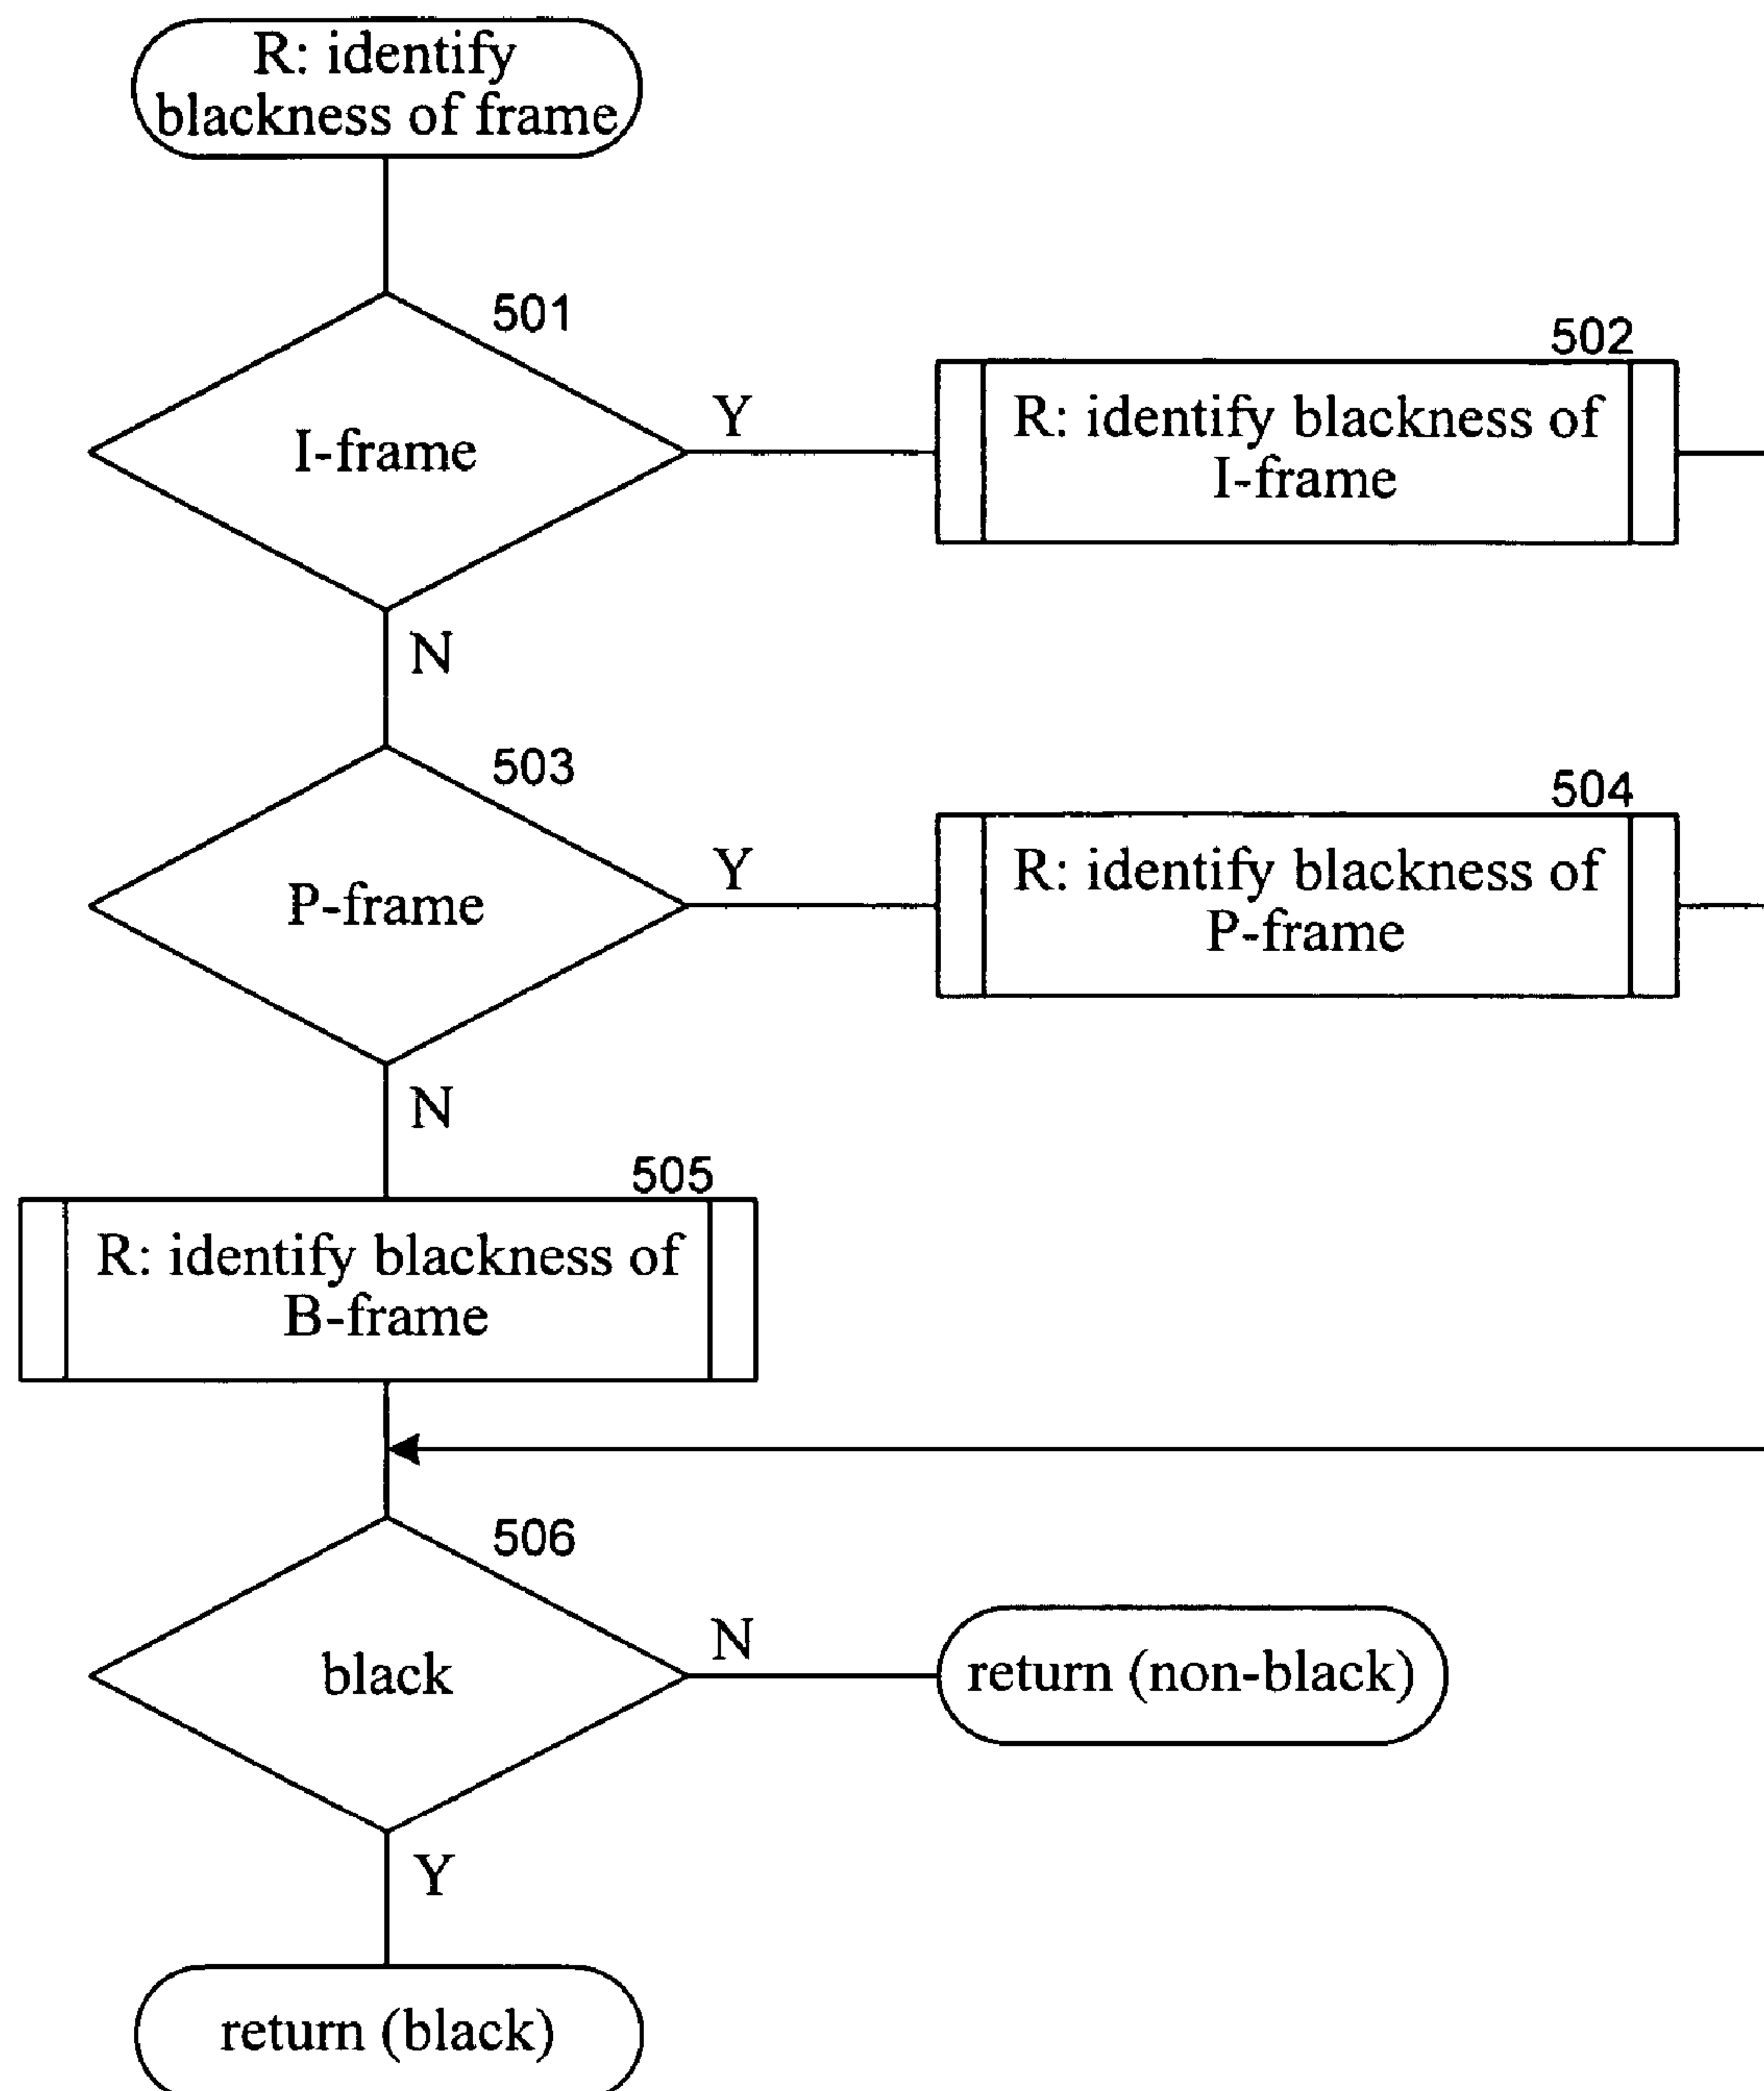 R: identify
blackness of frame
501
I-frame
Y
502
R: identify blackness of
I-frame
N
503
P-frame
Y
504
R: identify blackness of
P-frame
N
505
R: identify blackness of
B-frame
506
black
N
return (non-black)
Y
return (black)